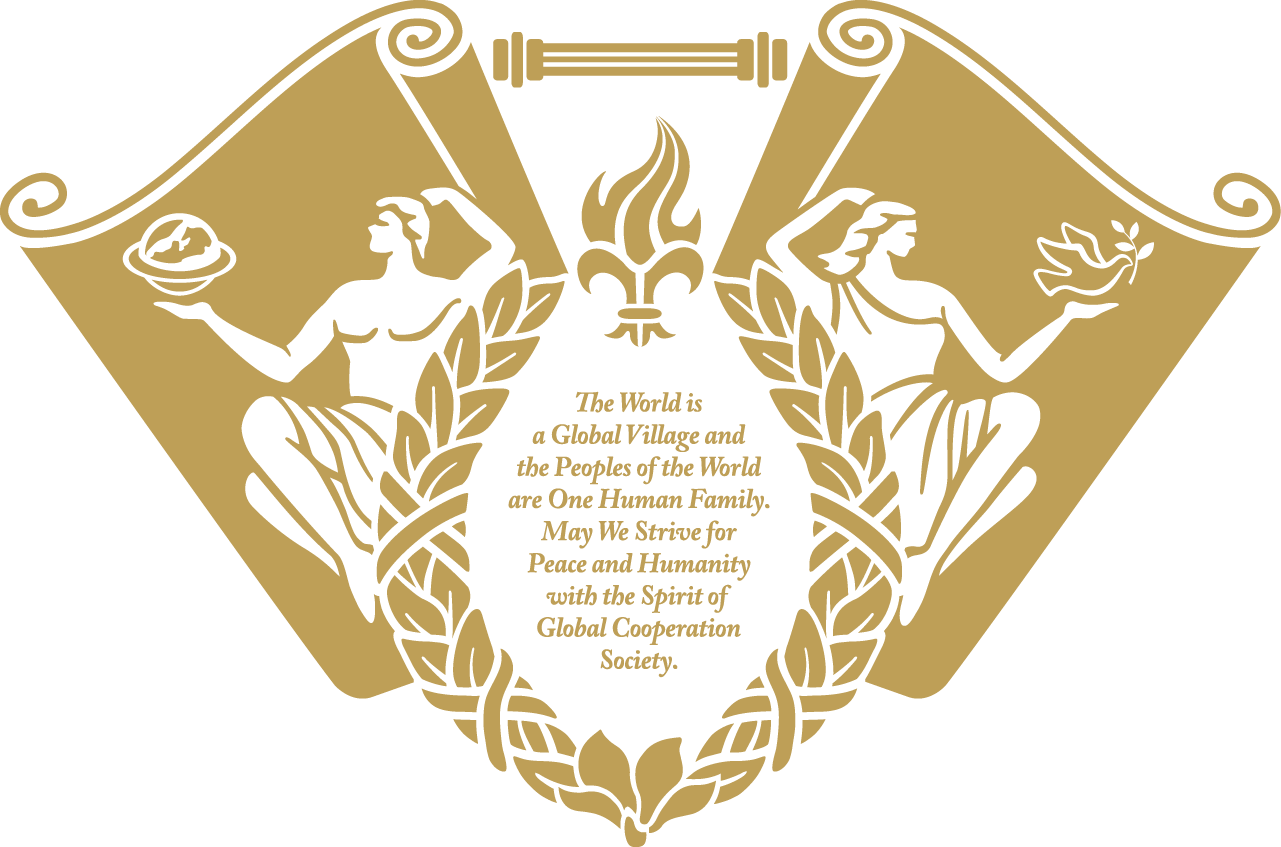 The World is
a Global Village and
the Peoples of the World
are One Human Family.
May We Strive for
Peace and Humanity
with the Spirit of
Global Cooperation
Society.